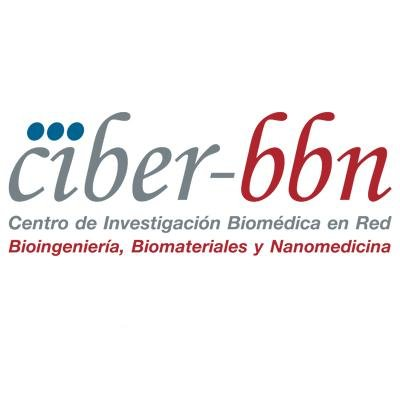 ciber-bbn
Centro de Investigación Biomédica en Red
Bioingeniería, Biomateriales y Nanomedicina